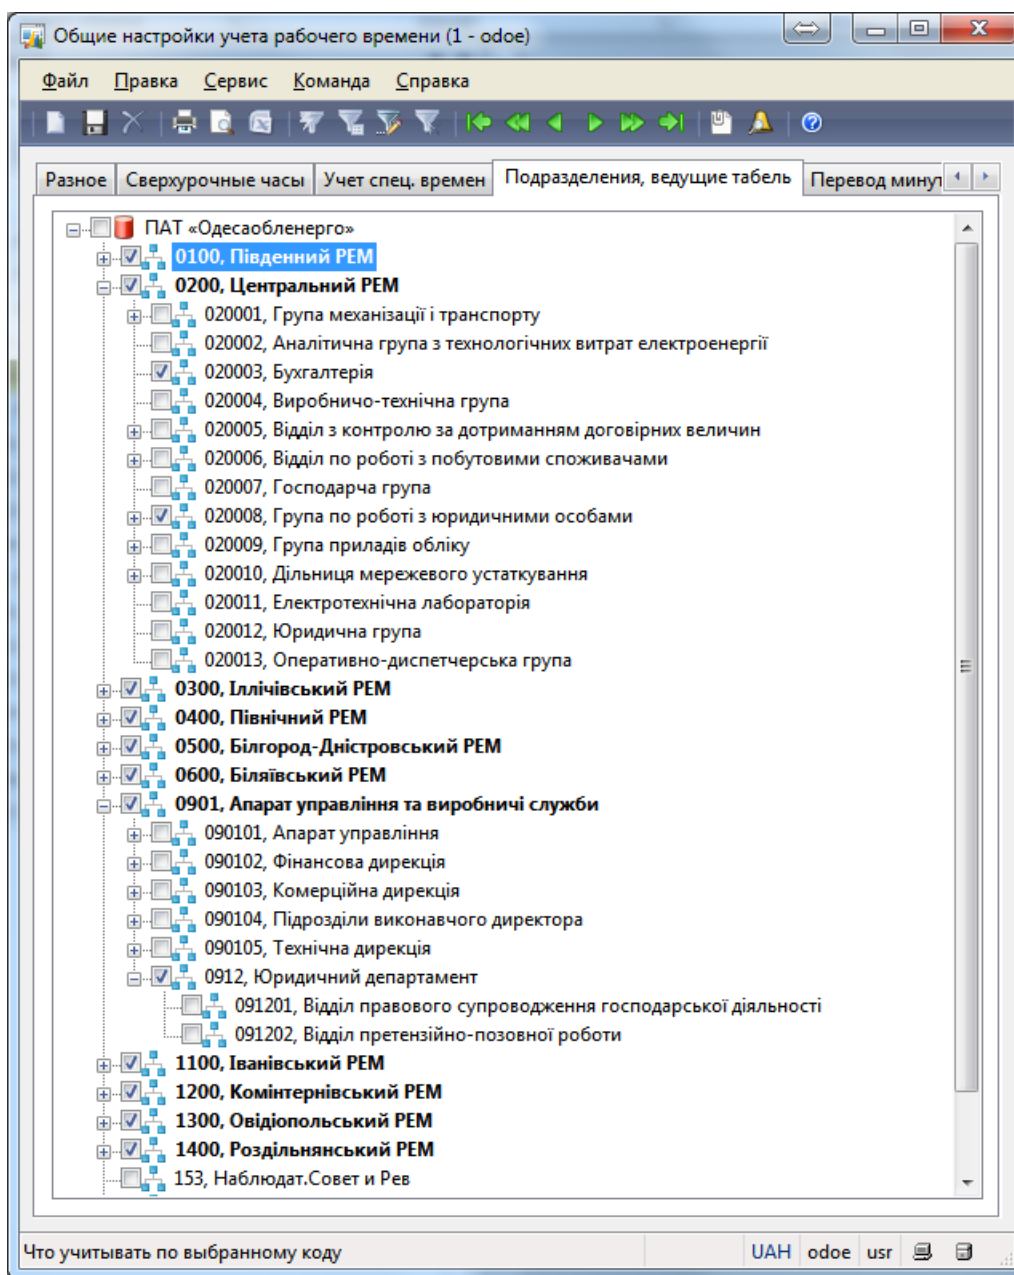 Общие настройки учета рабочего времени (1 - odoe)
Файл Правка Сервис Команда Справка
Разное Сверхурочные часы Учет спец. времен Подразделения, ведущие табель Перевод минут
ПАТ «Одесаобленерго»
0100, Південний РЕМ
0200, Центральний РЕМ
020001, Група механізації і транспорту
020002, Аналітична група з технологічних витрат електроенергії
020003, Бухгалтерія
020004, Виробничо-технічна група
020005, Відділ з контролю за дотриманням договірних величин
020006, Відділ по роботі з побутовими споживачами
020007, Господарча група
020008, Група по роботі з юридичними особами
020009, Група приладів обліку
020010, Дільниця мережевого устаткування
020011, Електротехнічна лабораторія
020012, Юридична група
020013, Оперативно-диспетчерська група
0300, Іллічівський РЕМ
0400, Північний РЕМ
0500, Білгород-Дністровський РЕМ
0600, Біляївський РЕМ
0901, Апарат управління та виробничі служби
090101, Апарат управління
090102, Фінансова дирекція
090103, Комерційна дирекція
090104, Підрозділи виконавчого директора
090105, Технічна дирекція
0912, Юридичний департамент
091201, Відділ правового супроводження господарської діяльності
091202, Відділ претензійно-позовної роботи
1100, Іванівський РЕМ
1200, Комінтернівський РЕМ
1300, Овідіопольський РЕМ
1400, Роздільнянський РЕМ
153, Наблюдат.Совет и Рев
Что учитывать по выбранному коду UAH odoe usr